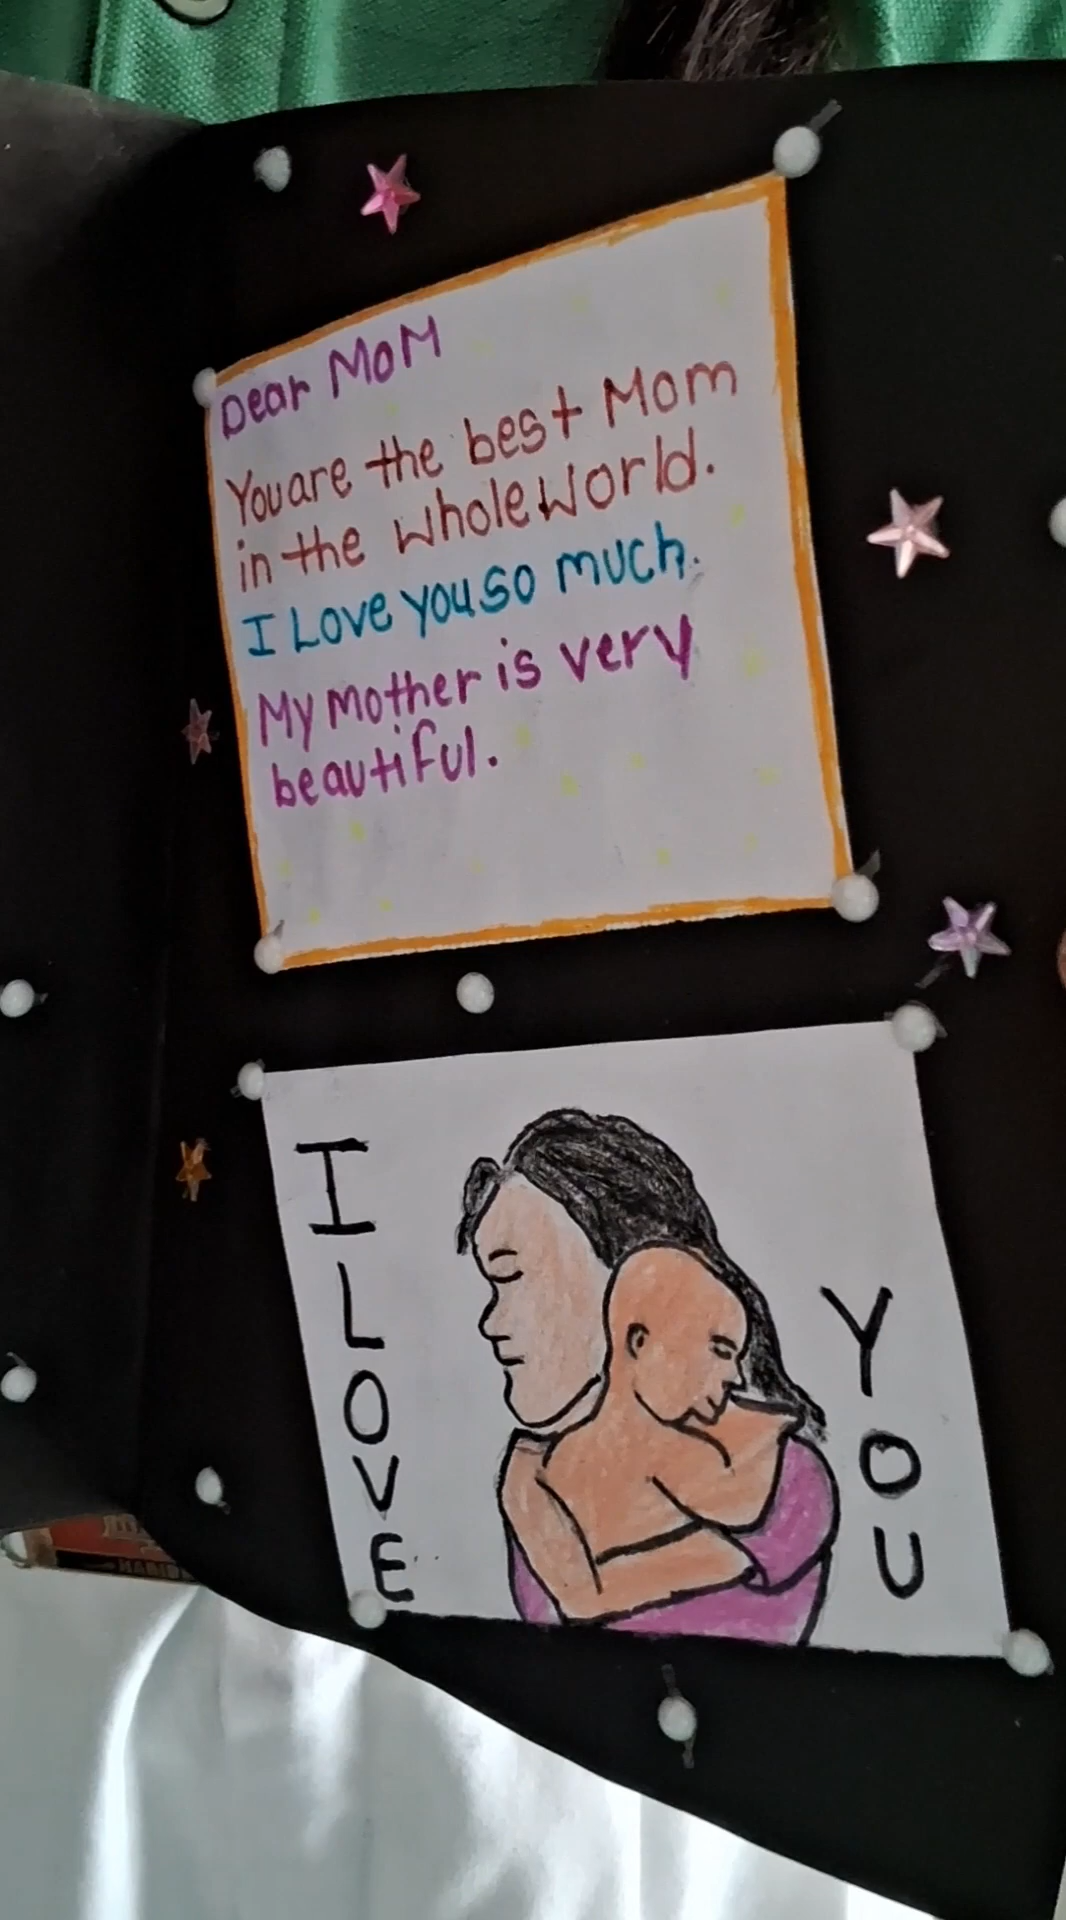 Dear MoM
You are the best Mom
in the whole World.
I Love you so much.
My mother is very
beautiful.
I
LOVE
YOU